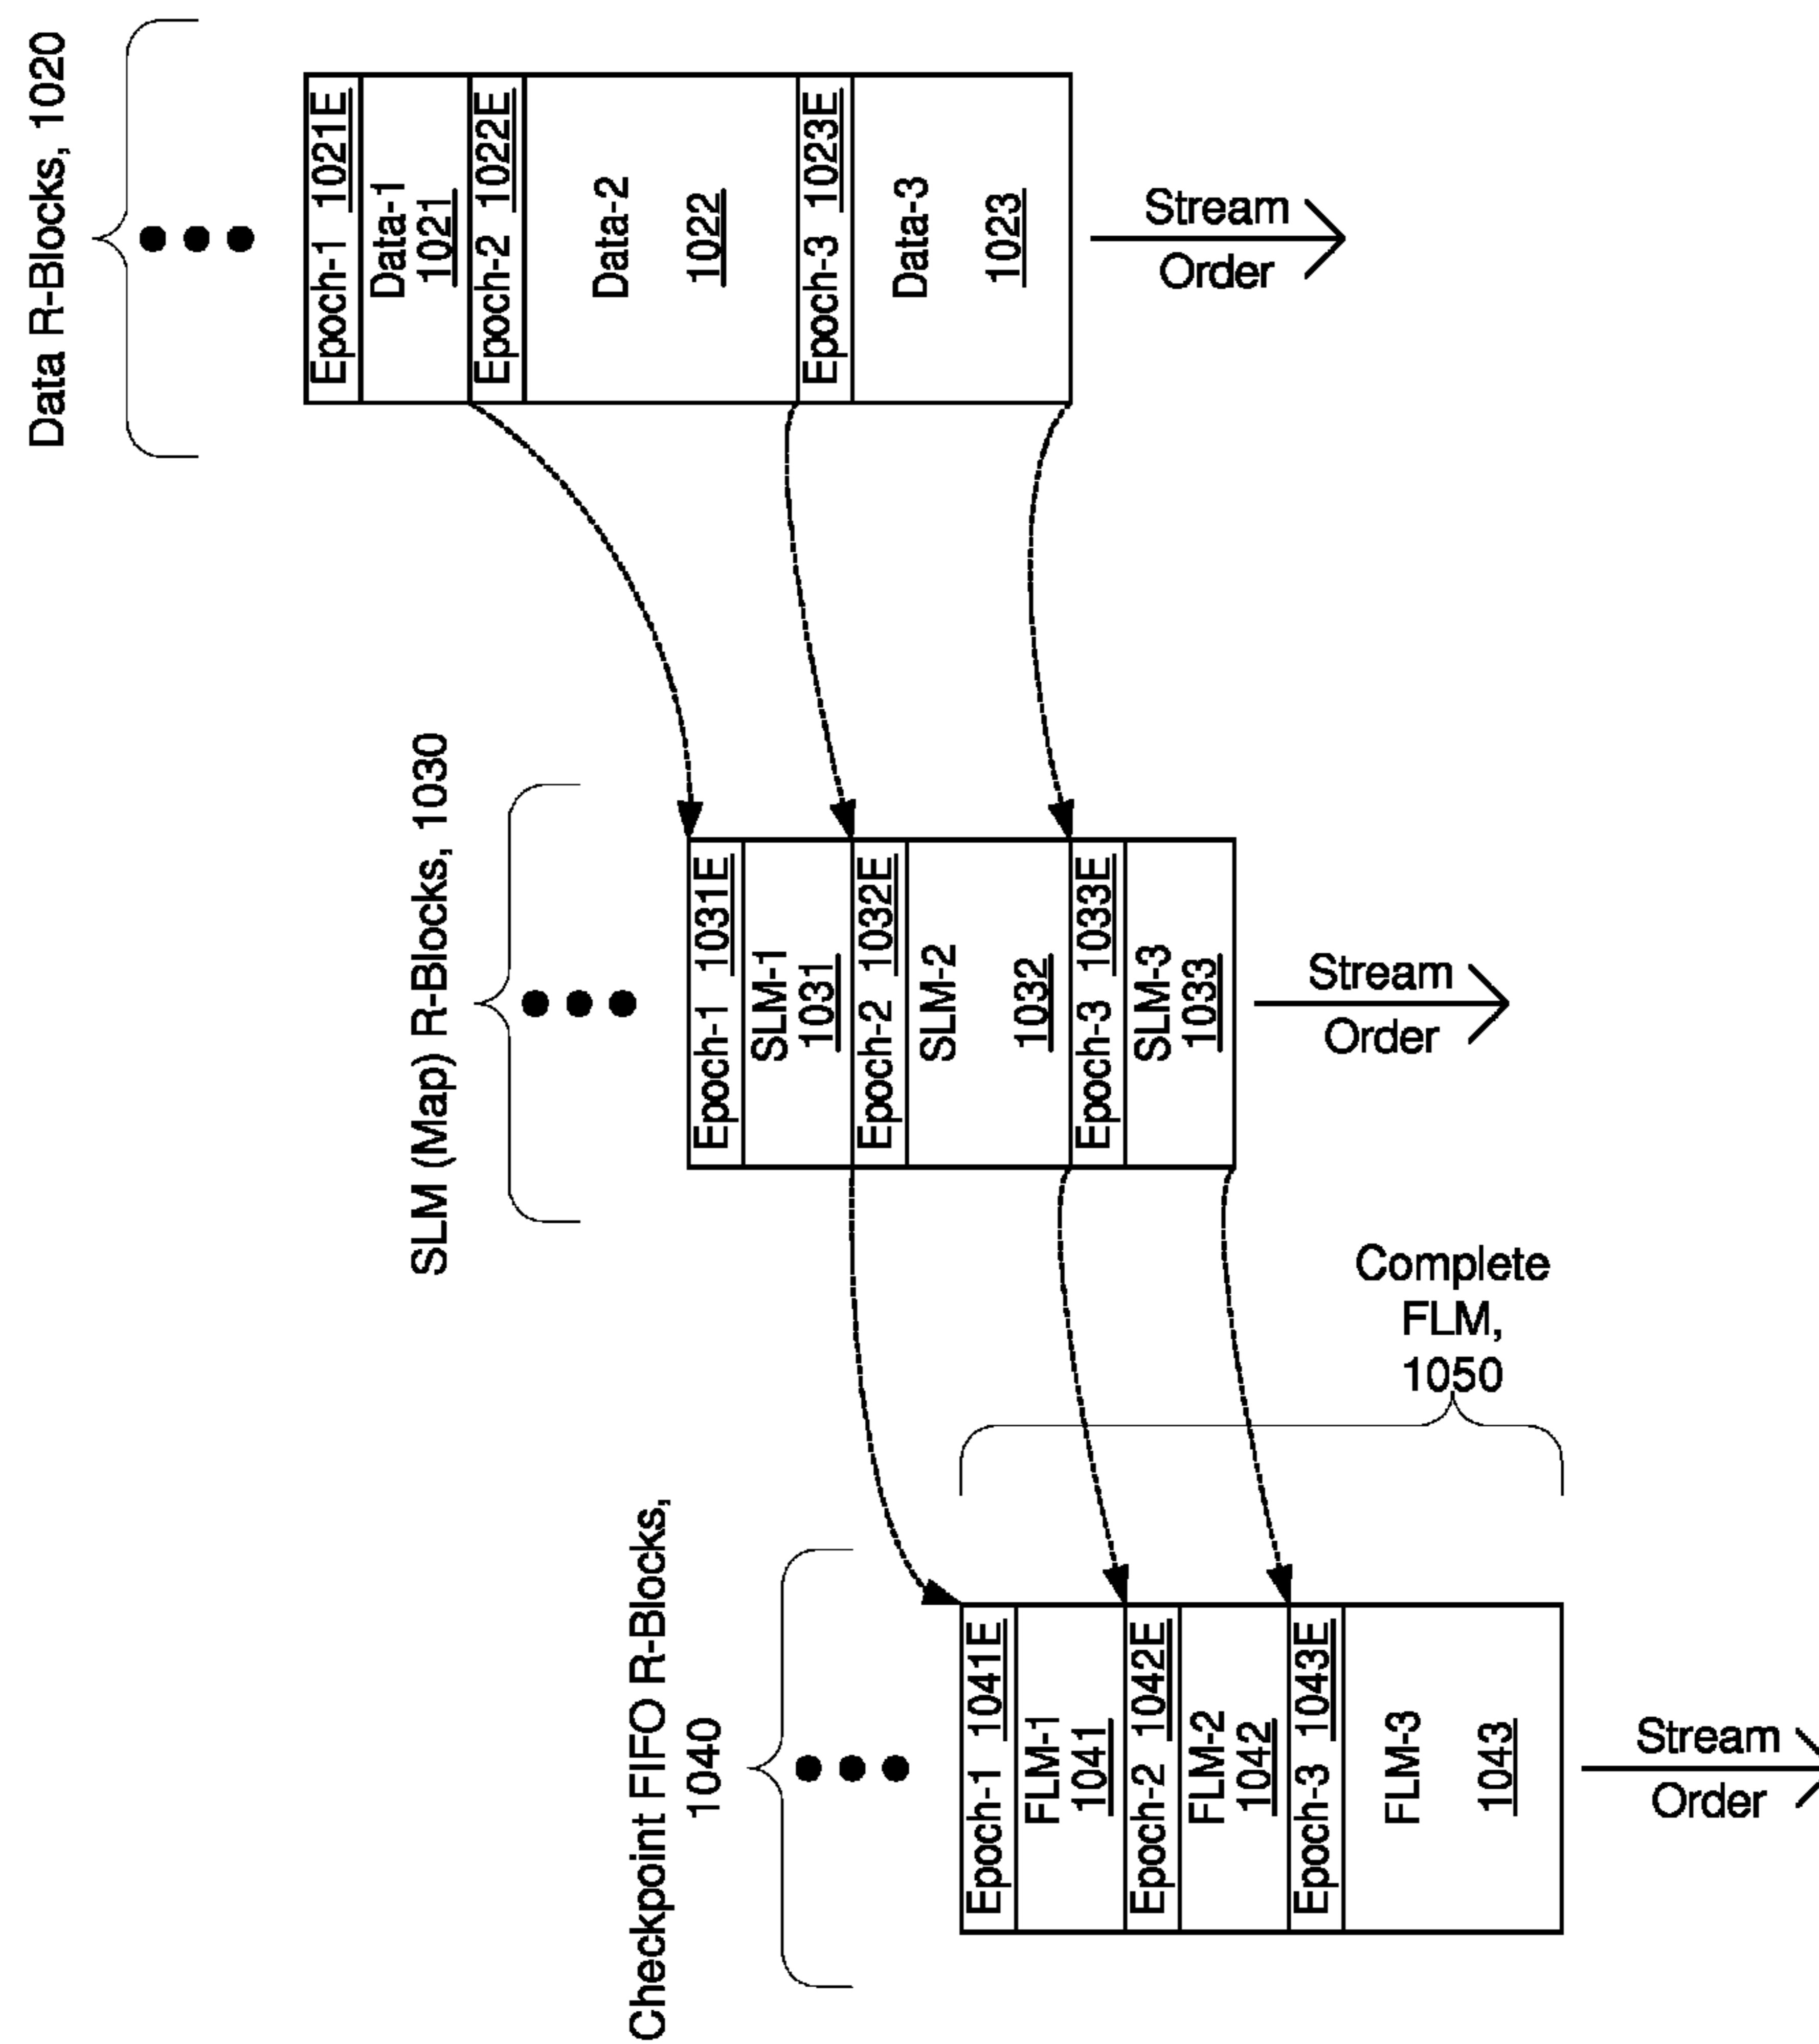 Data R-Blocks, 1020
Epoch-1 1021E
Data-1
1021
Epoch-2 1022E
Data-2
1022
Epoch-3 1023E
Data-3
1023
Stream
Order
SLM (Map) R-Blocks, 1030
Epoch-1 1031E
SLM-1
1031
Epoch-2 1032E
SLM-2
1032
Epoch-3 1033E
SLM-3
1033
Stream
Order
Complete
FLM,
1050
Checkpoint FIFO R-Blocks,
1040
Epoch-1 1041E
FLM-1
1041
Epoch-2 1042E
FLM-2
1042
Epoch-3 1043E
FLM-3
1043
Stream
Order